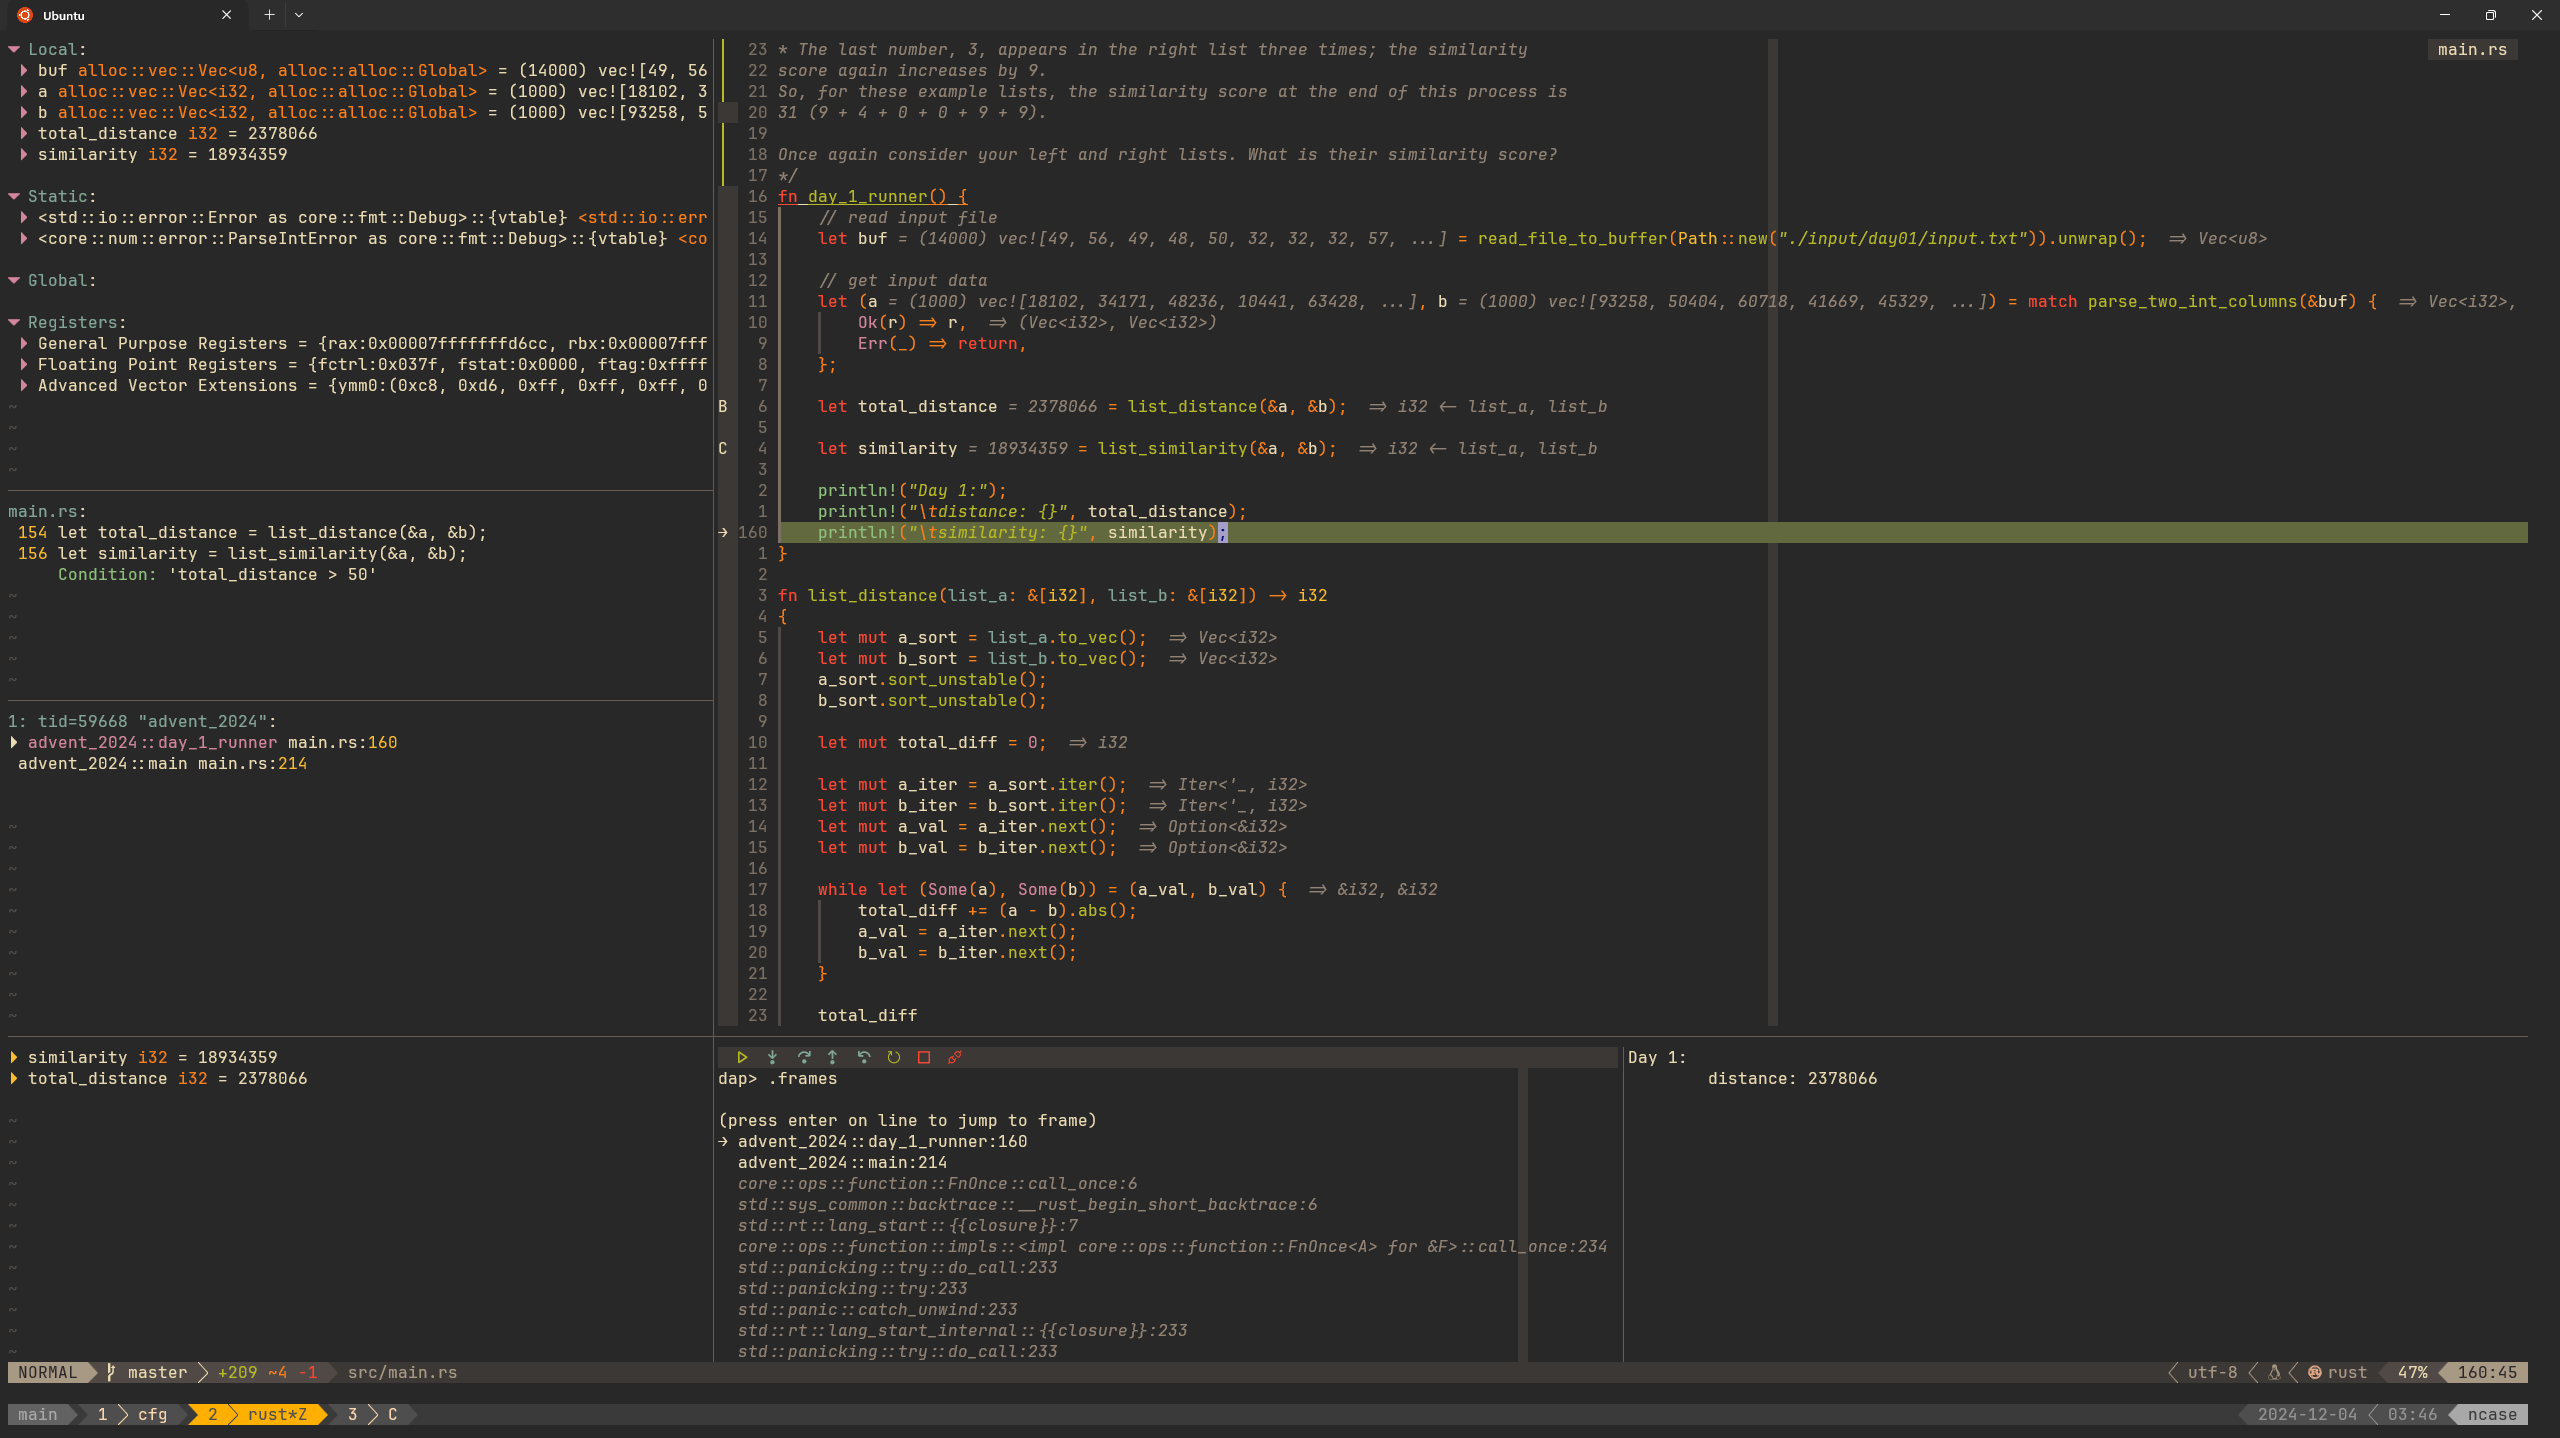 Ubuntu
Local:
buf alloc::vec::Vec<u8, alloc::alloc::Global> = (14000) vec![49, 56
a alloc::vec::Vec<i32, alloc::alloc::Global> = (1000) vec![18102, 3
b alloc::vec::Vec<i32, alloc::alloc::Global> = (1000) vec![93258, 5
total_distance i32 = 2378066
similarity i32 = 18934359
Static:
<std::io::error::Error as core::fmt::Debug>::{vtable} <std::io::err
<core::num::error::ParseIntError as core::fmt::Debug>::{vtable} <co
Global:
Registers:
General Purpose Registers = {rax:0x00007fffffffd6cc, rbx:0x00007fff
Floating Point Registers = {fctrl:0x037f, fstat:0x0000, ftag:0xffff
Advanced Vector Extensions = {ymm0:(0xc8, 0xd6, 0xff, 0xff, 0xff, 0
~
~
~
~
main.rs:
154 let total_distance = list_distance(&a, &b);
156 let similarity = list_similarity(&a, &b);
Condition: 'total_distance > 50'
~
~
~
~
~
1: tid=59668 "advent_2024":
advent_2024::day_1_runner main.rs:160
advent_2024::main main.rs:214
~
~
~
~
~
~
~
~
~
~
similarity i32 = 18934359
total_distance i32 = 2378066
~
~
~
~
~
~
~
~
~
~
~
~
main.rs
23 * The last number, 3, appears in the right list three times; the similarity
22 score again increases by 9.
21 So, for these example lists, the similarity score at the end of this process is
20 31 (9 + 4 + 0 + 0 + 9 + 9).
19
18 Once again consider your left and right lists. What is their similarity score?
17 */
16 fn day_1_runner() {
15 // read input file
14 let buf = (14000) vec![49, 56, 49, 48, 50, 32, 32, 32, 57, ...] = read_file_to_buffer(Path::new("./input/day01/input.txt")).unwrap(); => Vec<u8>
13
12 // get input data
11 let (a = (1000) vec![18102, 34171, 48236, 10441, 63428, ...], b = (1000) vec![93258, 50404, 60718, 41669, 45329, ...]) = match parse_two_int_columns(&buf) { => Vec<i32>,
10 Ok(r) => r, => (Vec<i32>, Vec<i32>)
9 Err(_) => return,
8 };
7
B 6 let total_distance = 2378066 = list_distance(&a, &b); => i32 <- list_a, list_b
5
C 4 let similarity = 18934359 = list_similarity(&a, &b); => i32 <- list_a, list_b
3
2 println!("Day 1:");
1 println!("\tdistance: {}", total_distance);
→ 160 println!("\tsimilarity: {}", similarity);
1 }
2
3 fn list_distance(list_a: &[i32], list_b: &[i32]) -> i32
4 {
5 let mut a_sort = list_a.to_vec(); => Vec<i32>
6 let mut b_sort = list_b.to_vec(); => Vec<i32>
7 a_sort.sort_unstable();
8 b_sort.sort_unstable();
9
10 let mut total_diff = 0; => i32
11
12 let mut a_iter = a_sort.iter(); => Iter<'_, i32>
13 let mut b_iter = b_sort.iter(); => Iter<'_, i32>
14 let mut a_val = a_iter.next(); => Option<&i32>
15 let mut b_val = b_iter.next(); => Option<&i32>
16
17 while let (Some(a), Some(b)) = (a_val, b_val) { => &i32, &i32
18 total_diff += (a - b).abs();
19 a_val = a_iter.next();
20 b_val = b_iter.next();
21 }
22
23 total_diff
dap> .frames
(press enter on line to jump to frame)
→ advent_2024::day_1_runner:160
advent_2024::main:214
core::ops::function::FnOnce::call_once:6
std::sys_common::backtrace::__rust_begin_short_backtrace:6
std::rt::lang_start::{{closure}}:7
core::ops::function::impls::<impl core::ops::function::FnOnce<A> for &F>::call_once:234
std::panicking::try::do_call:233
std::panicking::try:233
std::panic::catch_unwind:233
std::rt::lang_start_internal::{{closure}}:233
std::panicking::try::do_call:233
Day 1:
distance: 2378066
NORMAL master +209 ~4 -1 src/main.rs utf-8 rust 47% 160:45
main 1 cfg 2 rust*Z 3 C 2024-12-04 03:46 ncase